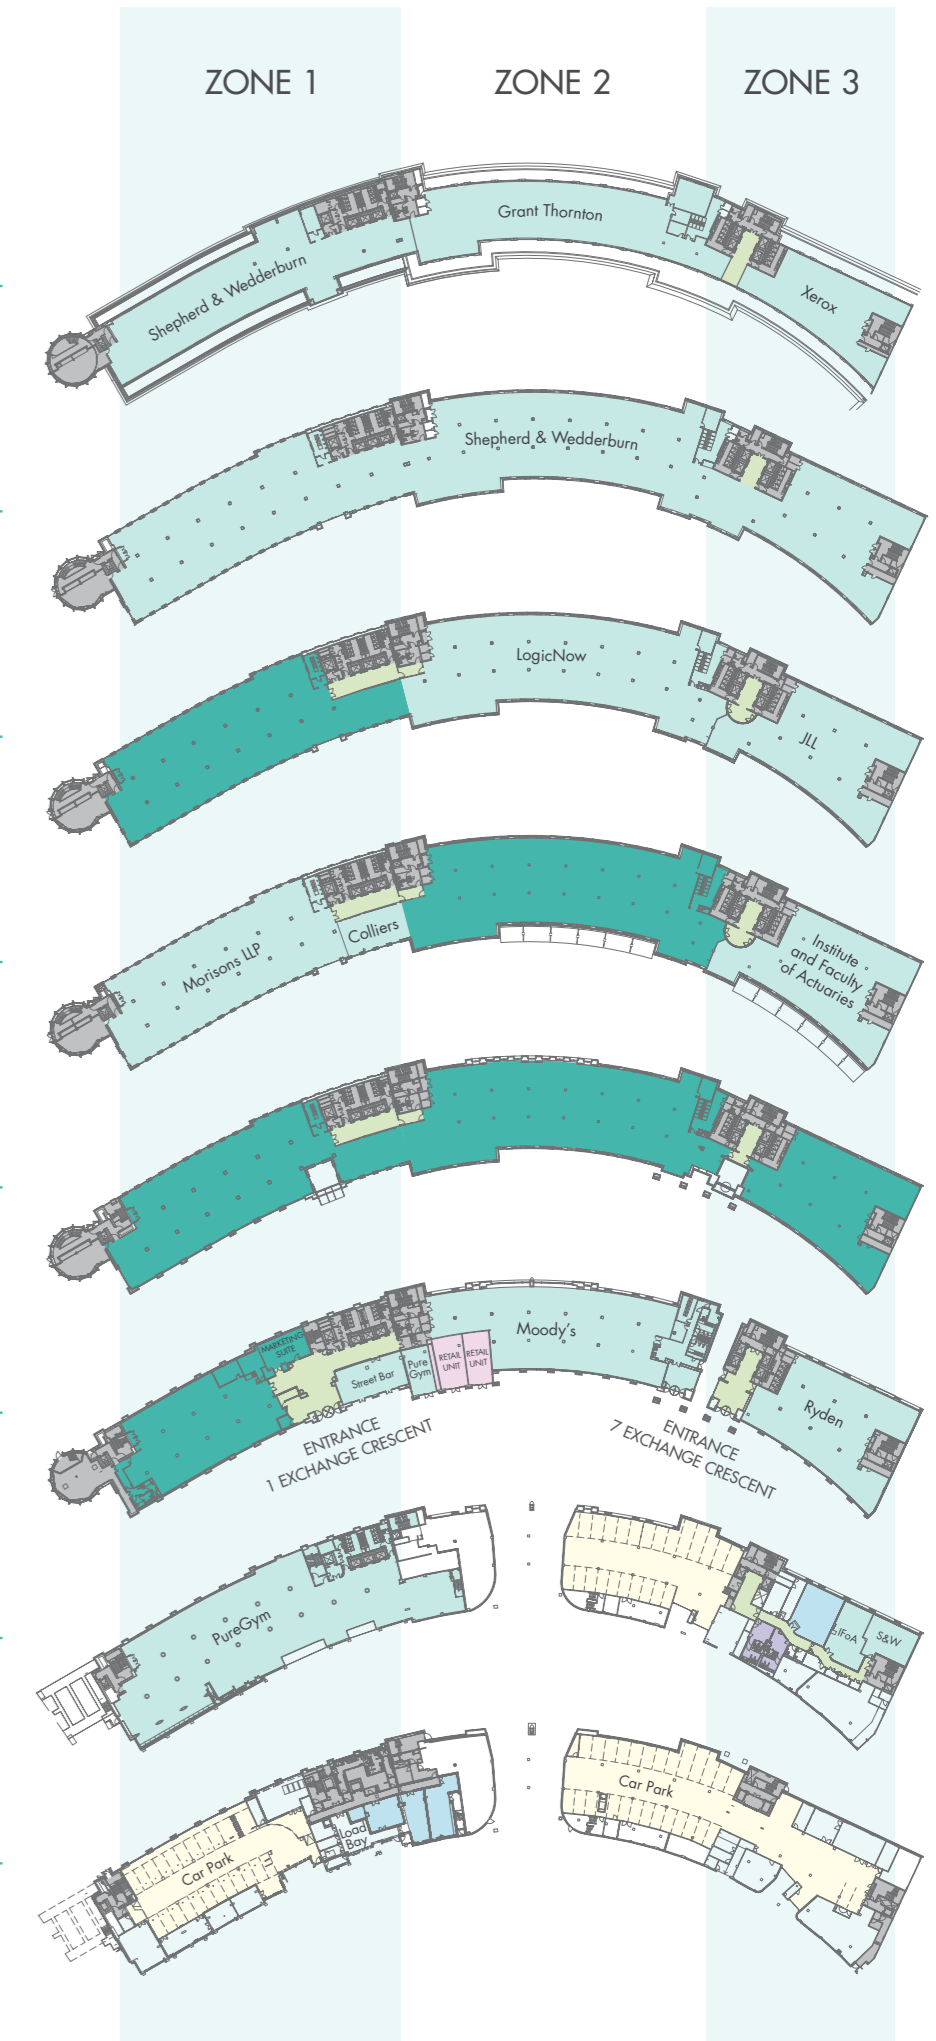 ZONE 1
ZONE 2
ZONE 3
Grant Thornton
Shepherd & Wedderburn
Xerox
Shepherd & Wedderburn
LogicNow
JLL
Morisons LLP
Colliers
Institute
and Faculty
of Actuaries
MARKETING
SUITE
Street Bar
Pure
Gym
RETAIL
UNIT
RETAIL
UNIT
Moody's
Ryden
ENTRANCE
1 EXCHANGE CRESCENT
ENTRANCE
7 EXCHANGE CRESCENT
PureGym
IFoA
S&W
Car Park
Load
Bay
Car Park